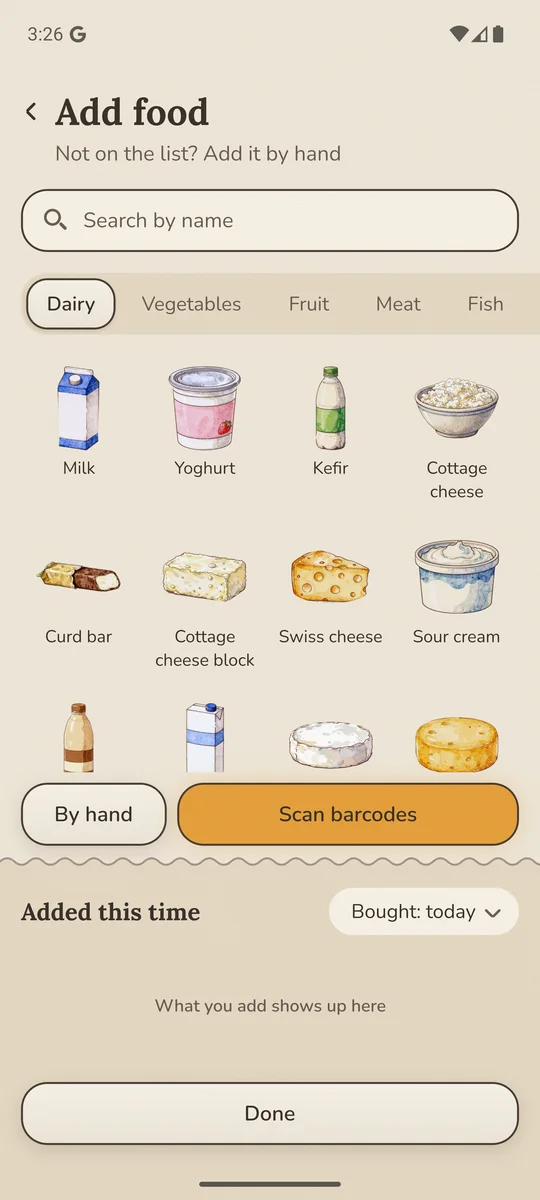 3:26 G
Add food
Not on the list? Add it by hand
Search by name
Dairy Vegetables Fruit Meat Fish
Milk Yoghurt Kefir Cottage
cheese
Curd bar Cottage Swiss cheese Sour cream
cheese block
By hand Scan barcodes
Added this time Bought: today
What you add shows up here
Done